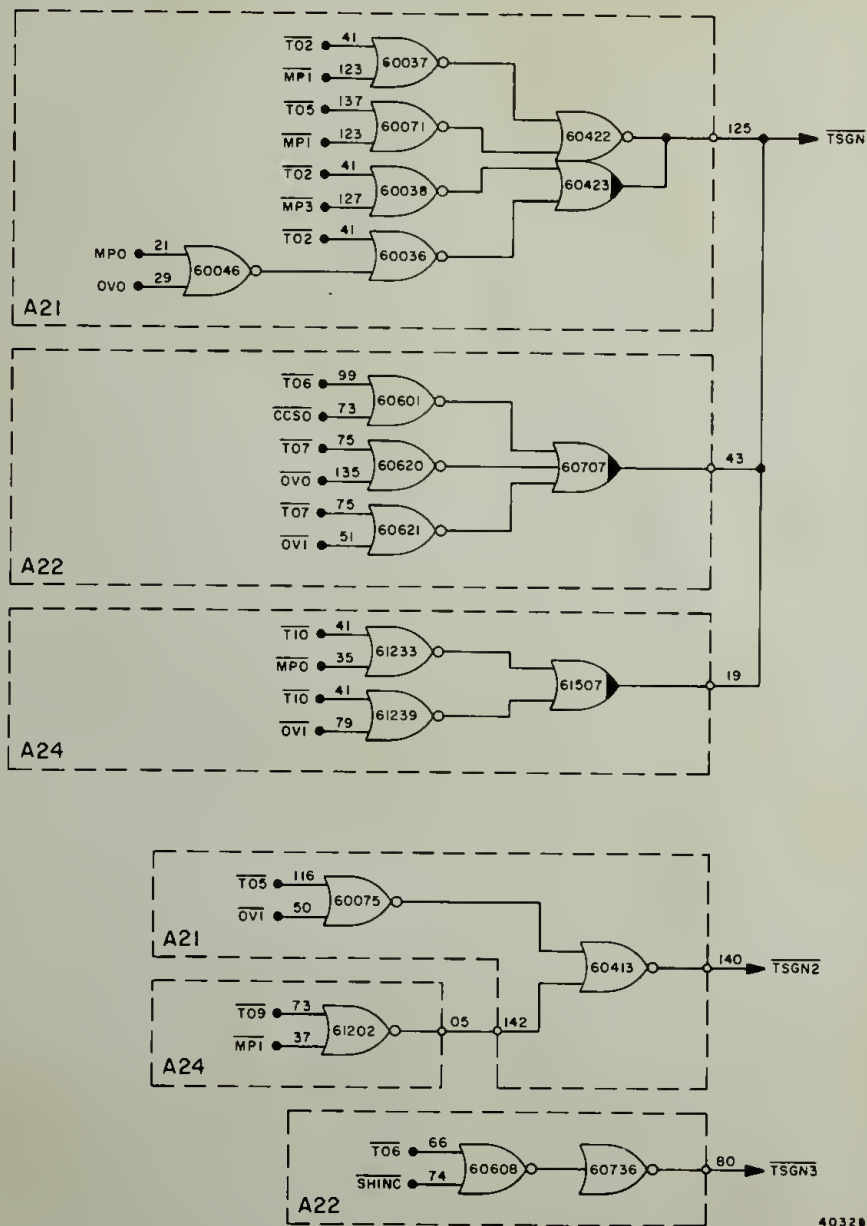 T02 41
MP1 123
60037
T05 137
MP1 123
60071
60422
125 TSGN
T02 41
MP3 127
60038
60423
T02 41
60036
MP0 21
OV0 29
60046
A21
T06 99
CCS0 73
60601
T07 75
OV0 135
60620
60707
43
T07 75
OV1 51
60621
A22
T10 41
MP0 35
61233
61507
19
T10 41
OV1 79
61239
A24
T05 116
OV1 50
60075
A21
60413
140 TSGN2
T09 73
MP1 37
61202
05
142
A24
T06 66
SHINC 74
60608
60736
80 TSGN3
A22